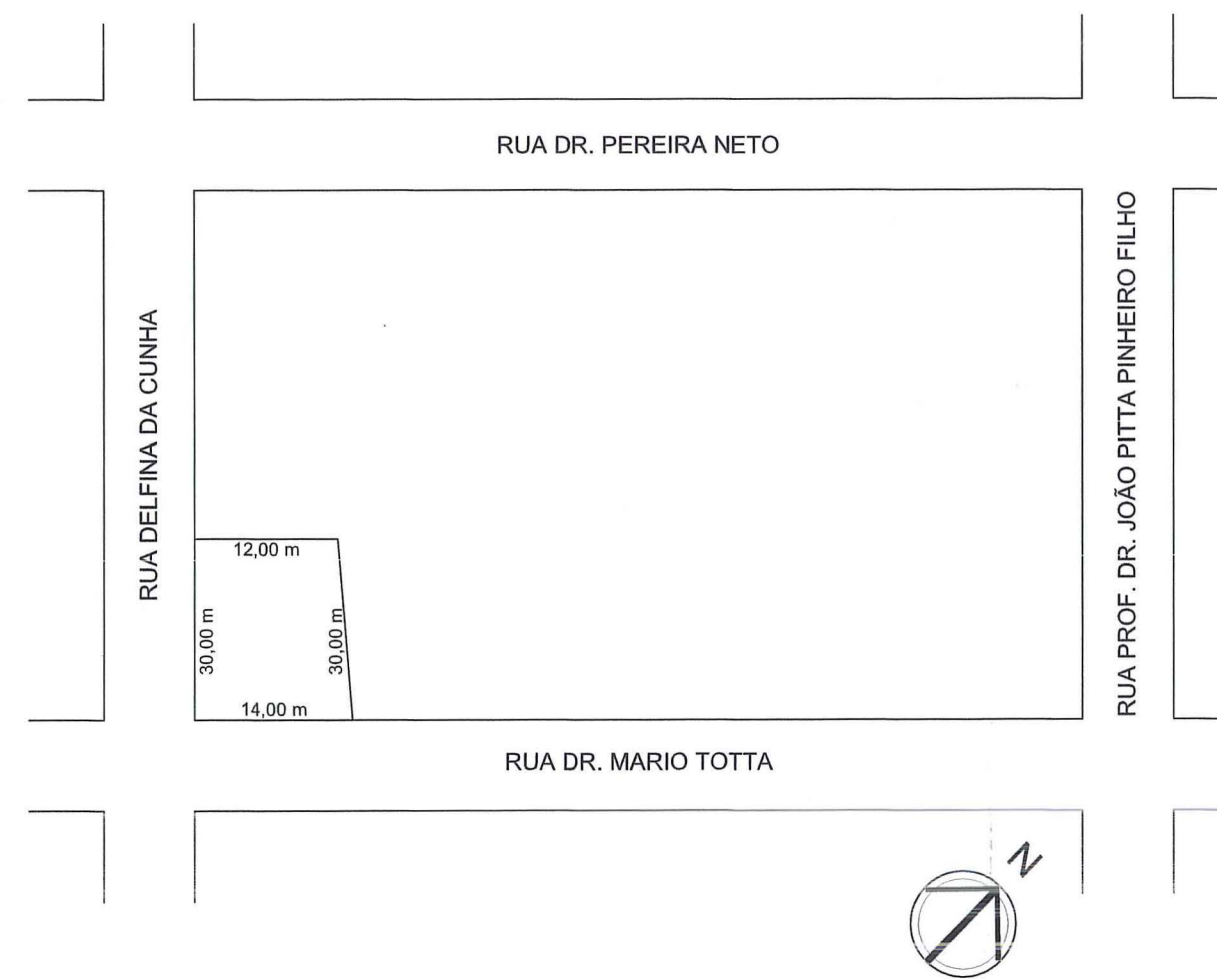 RUA DR. PEREIRA NETO
RUA DELFINA DA CUNHA
RUA PROF. DR. JOÃO PITTA PINHEIRO FILHO
12,00 m
30,00 m
30,00 m
14,00 m
RUA DR. MARIO TOTTA
N